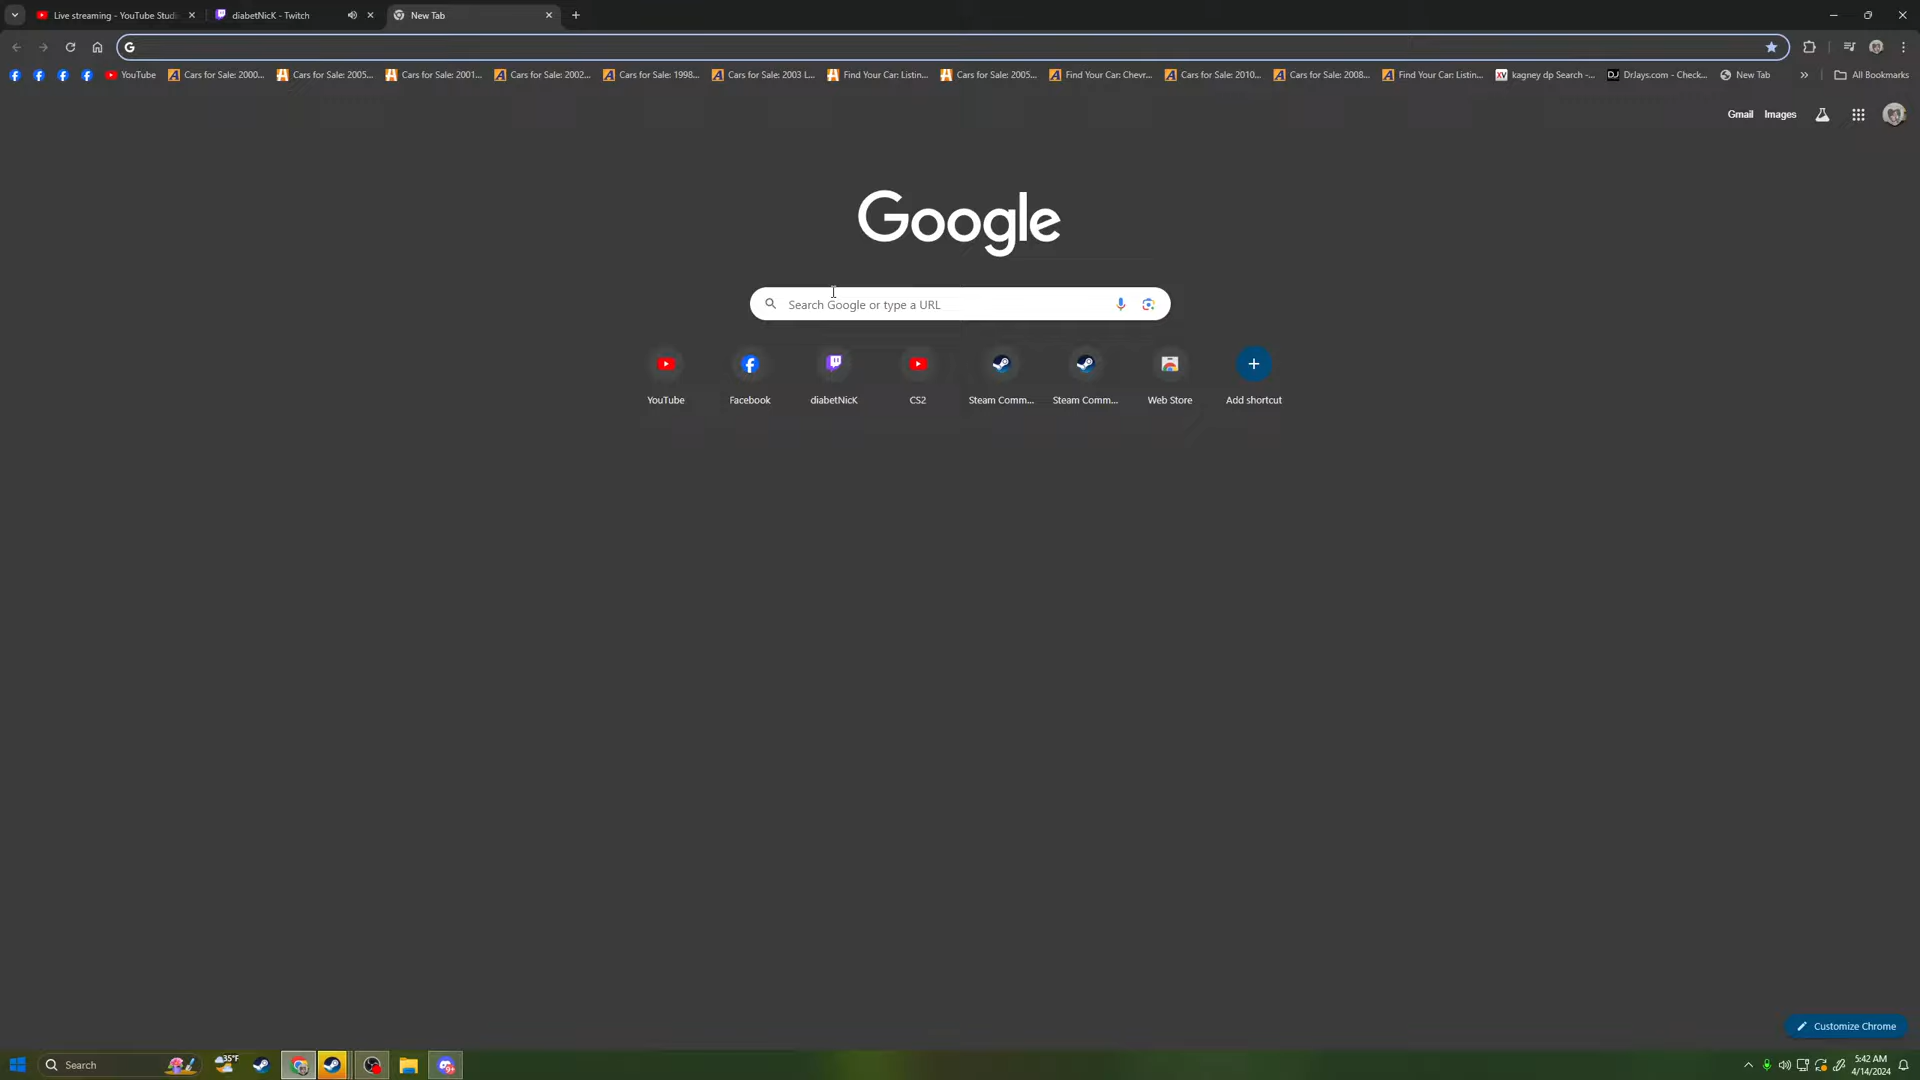 Live streaming - YouTube Studi
diabetNicK - Twitch
New Tab
YouTube
Cars for Sale: 2000...
Cars for Sale: 2005...
Cars for Sale: 2001...
Cars for Sale: 2002...
Cars for Sale: 1998...
Cars for Sale: 2003 L...
Find Your Car: Listin...
Cars for Sale: 2005...
Find Your Car: Chevr...
Cars for Sale: 2010...
Cars for Sale: 2008...
Find Your Car: Listin...
XV kagney dp Search -...
DJ DrJays.com - Check...
New Tab
All Bookmarks
Gmail Images
Google
Search Google or type a URL
YouTube
Facebook
diabetNicK
CS2
Steam Comm...
Steam Comm...
Web Store
Add shortcut
Customize Chrome
Search
35°F
5:42 AM
4/14/2024